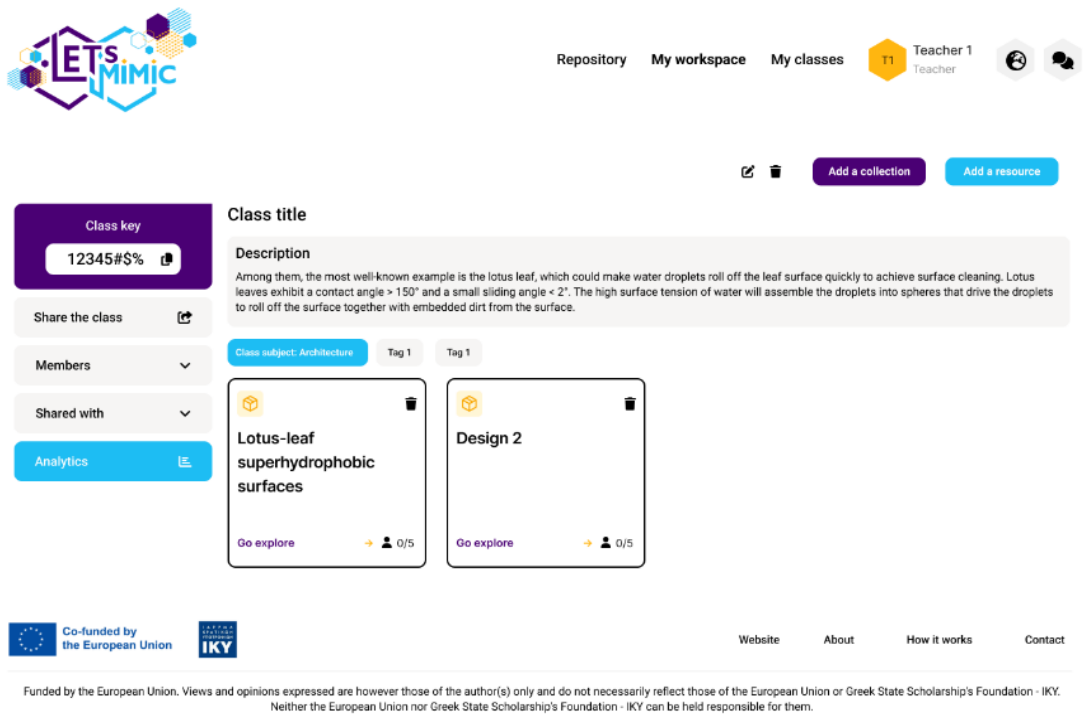 LETS
MiMiC
Repository
My workspace
My classes
T1
Teacher 1
Teacher
Add a collection
Add a resource
Class key
12345#$%
Share the class
Members
Shared with
Analytics
Class title
Description
Among them, the most well-known example is the lotus leaf, which could make water droplets roll off the leaf surface quickly to achieve surface cleaning. Lotus
leaves exhibit a contact angle > 150° and a small sliding angle < 2°. The high surface tension of water will assemble the droplets into spheres that drive the droplets
to roll off the surface together with embedded dirt from the surface.
Class subject: Architecture
Tag 1
Tag 1
Lotus-leaf
superhydrophobic
surfaces
Go explore
0/5
Design 2
Go explore
0/5
Co-funded by
the European Union
IKY
Website
About
How it works
Contact
Funded by the European Union. Views and opinions expressed are however those of the author(s) only and do not necessarily reflect those of the European Union or Greek State Scholarship's Foundation - IKY.
Neither the European Union nor Greek State Scholarship's Foundation - IKY can be held responsible for them.